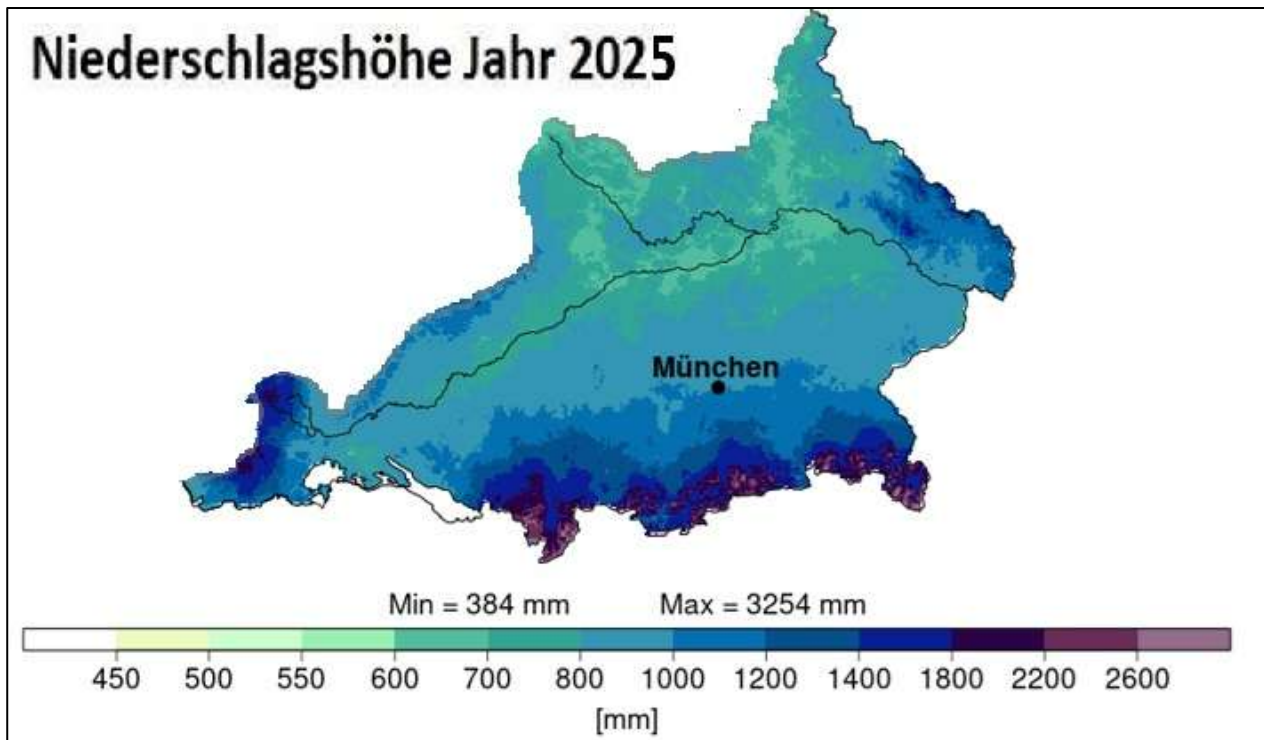 Niederschlagshöhe Jahr 2025
München
Min = 384 mm Max = 3254 mm
450 500 550 600 700 800 1000 1200 1400 1800 2200 2600
[mm]